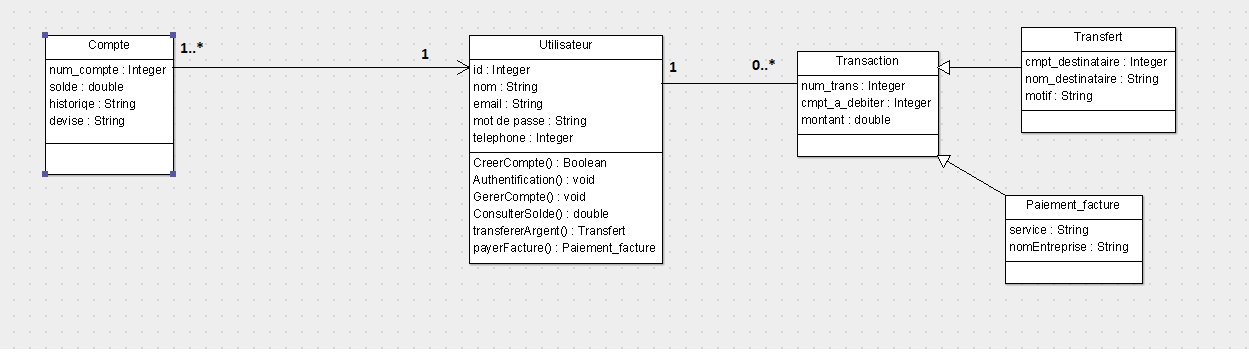 Compte
num_compte : Integer
solde : double
historiqe : String
devise : String
1..*
1
Utilisateur
id : Integer
nom : String
email : String
mot de passe : String
telephone : Integer
CreerCompte() : Boolean
Authentification() : void
GererCompte() : void
ConsulterSolde() : double
transfererArgent() : Transfert
payerFacture() : Paiement_facture
1
0..*
Transaction
num_trans : Integer
cmpt_a_debiter : Integer
montant : double
Transfert
cmpt_destinataire : Integer
nom_destinataire : String
motif : String
Paiement_facture
service : String
nomEntreprise : String